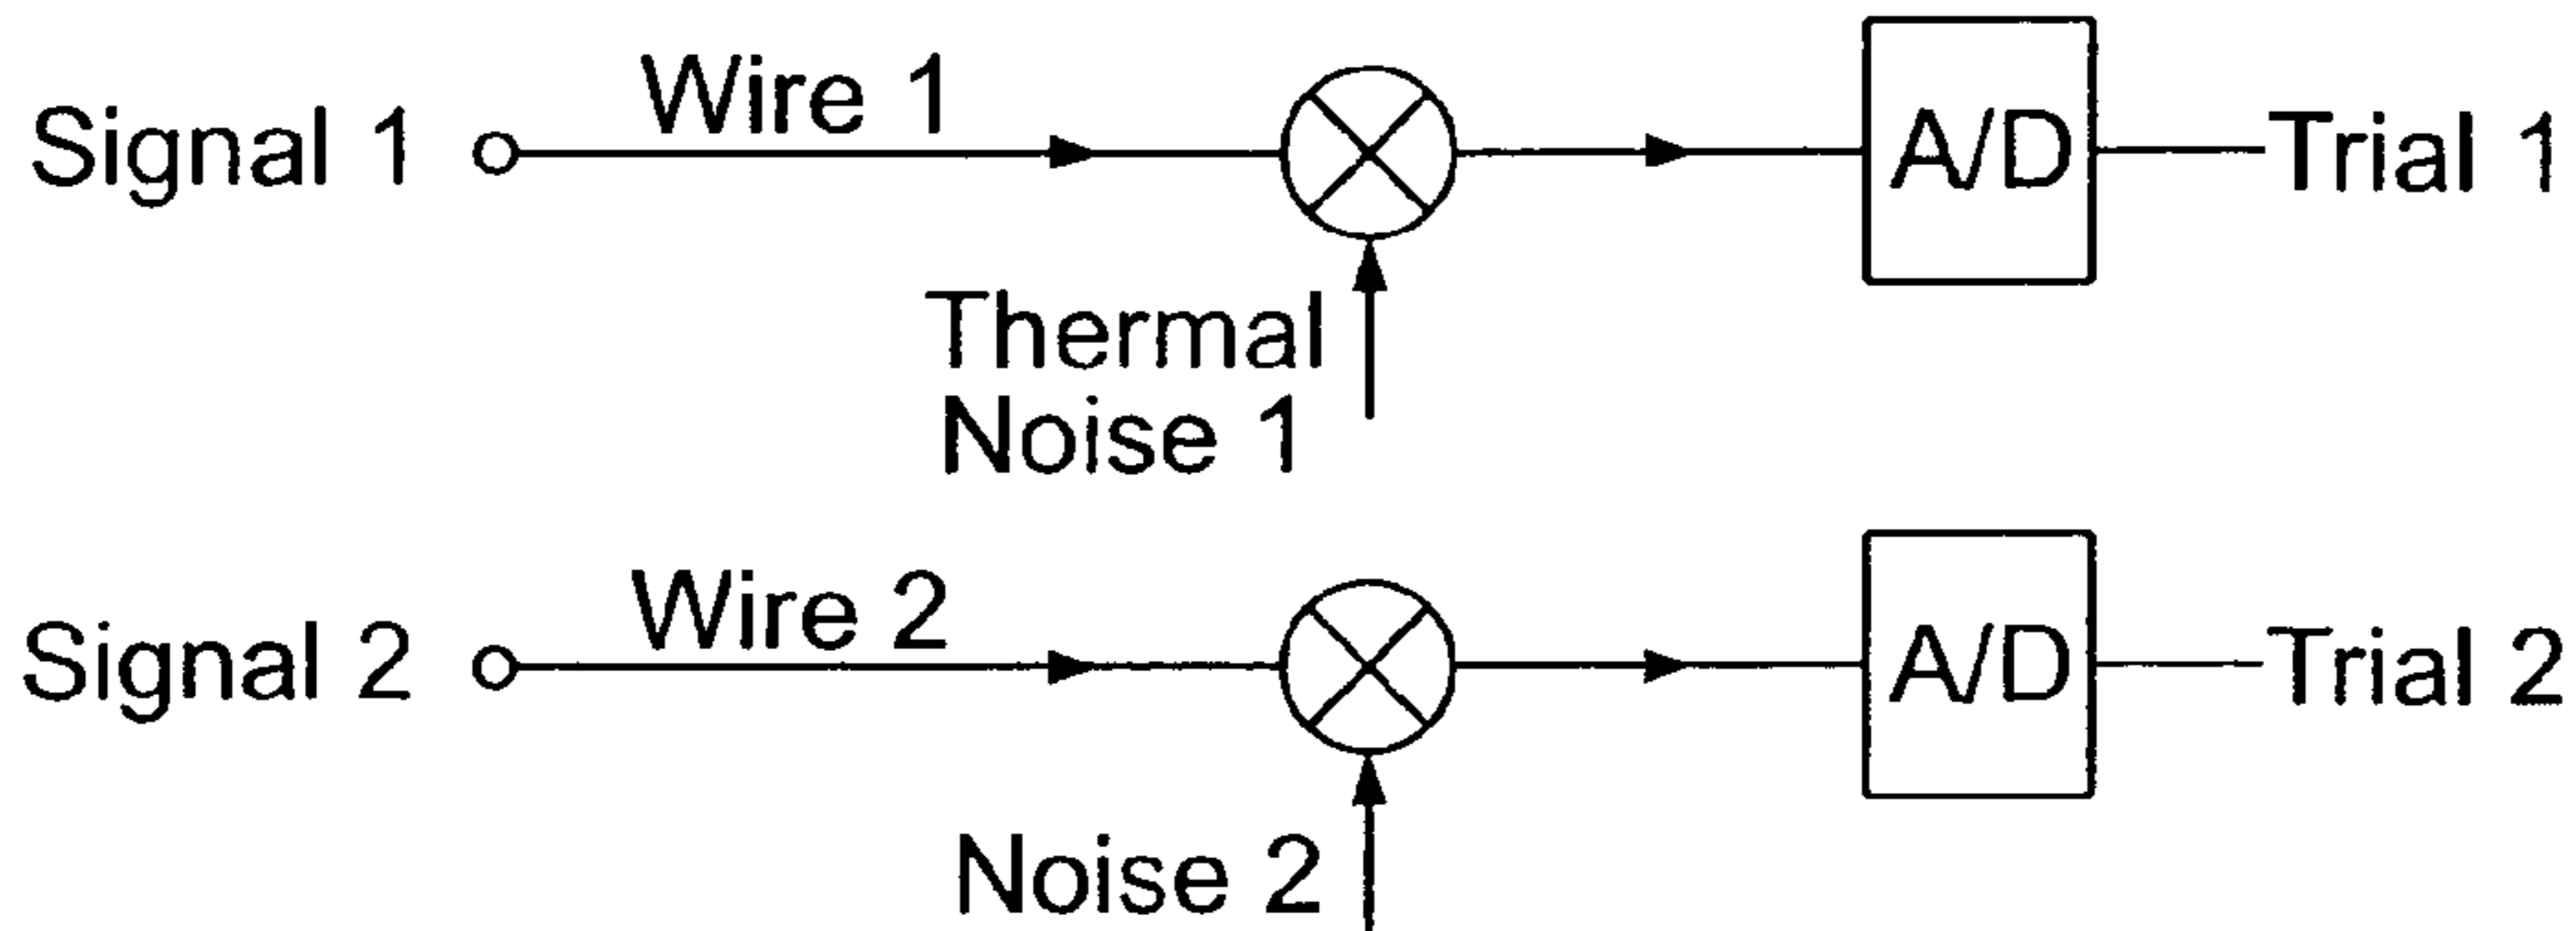 Signal 1
Wire 1
A/D
Trial 1
Thermal
Noise 1
Signal 2
Wire 2
A/D
Trial 2
Noise 2